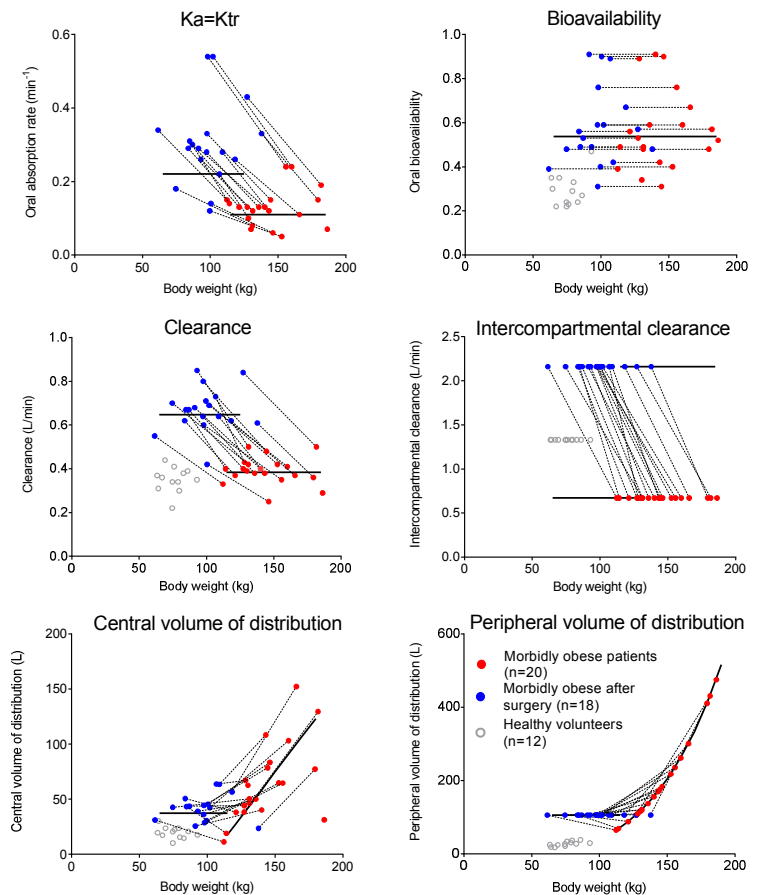 Ka=Ktr
Oral absorption rate (min⁻¹)
0.6
0.4
0.2
0.0
0
50
100
150
200
Body weight (kg)
Bioavailability
Oral bioavailability
1.0
0.8
0.6
0.4
0.2
0.0
0
50
100
150
200
Body weight (kg)
Clearance
Clearance (L/min)
1.0
0.8
0.6
0.4
0.2
0.0
0
50
100
150
200
Body weight (kg)
Intercompartmental clearance
Intercompartmental clearance (L/min)
2.5
2.0
1.5
1.0
0.5
0.0
0
50
100
150
200
Body weight (kg)
Central volume of distribution
Central volume of distribution (L)
200
150
100
50
0
0
50
100
150
200
Body weight (kg)
Peripheral volume of distribution
Peripheral volume of distribution (L)
600
400
200
0
0
50
100
150
200
Body weight (kg)
Morbidly obese patients
(n=20)
Morbidly obese after
surgery (n=18)
Healthy volunteers
(n=12)